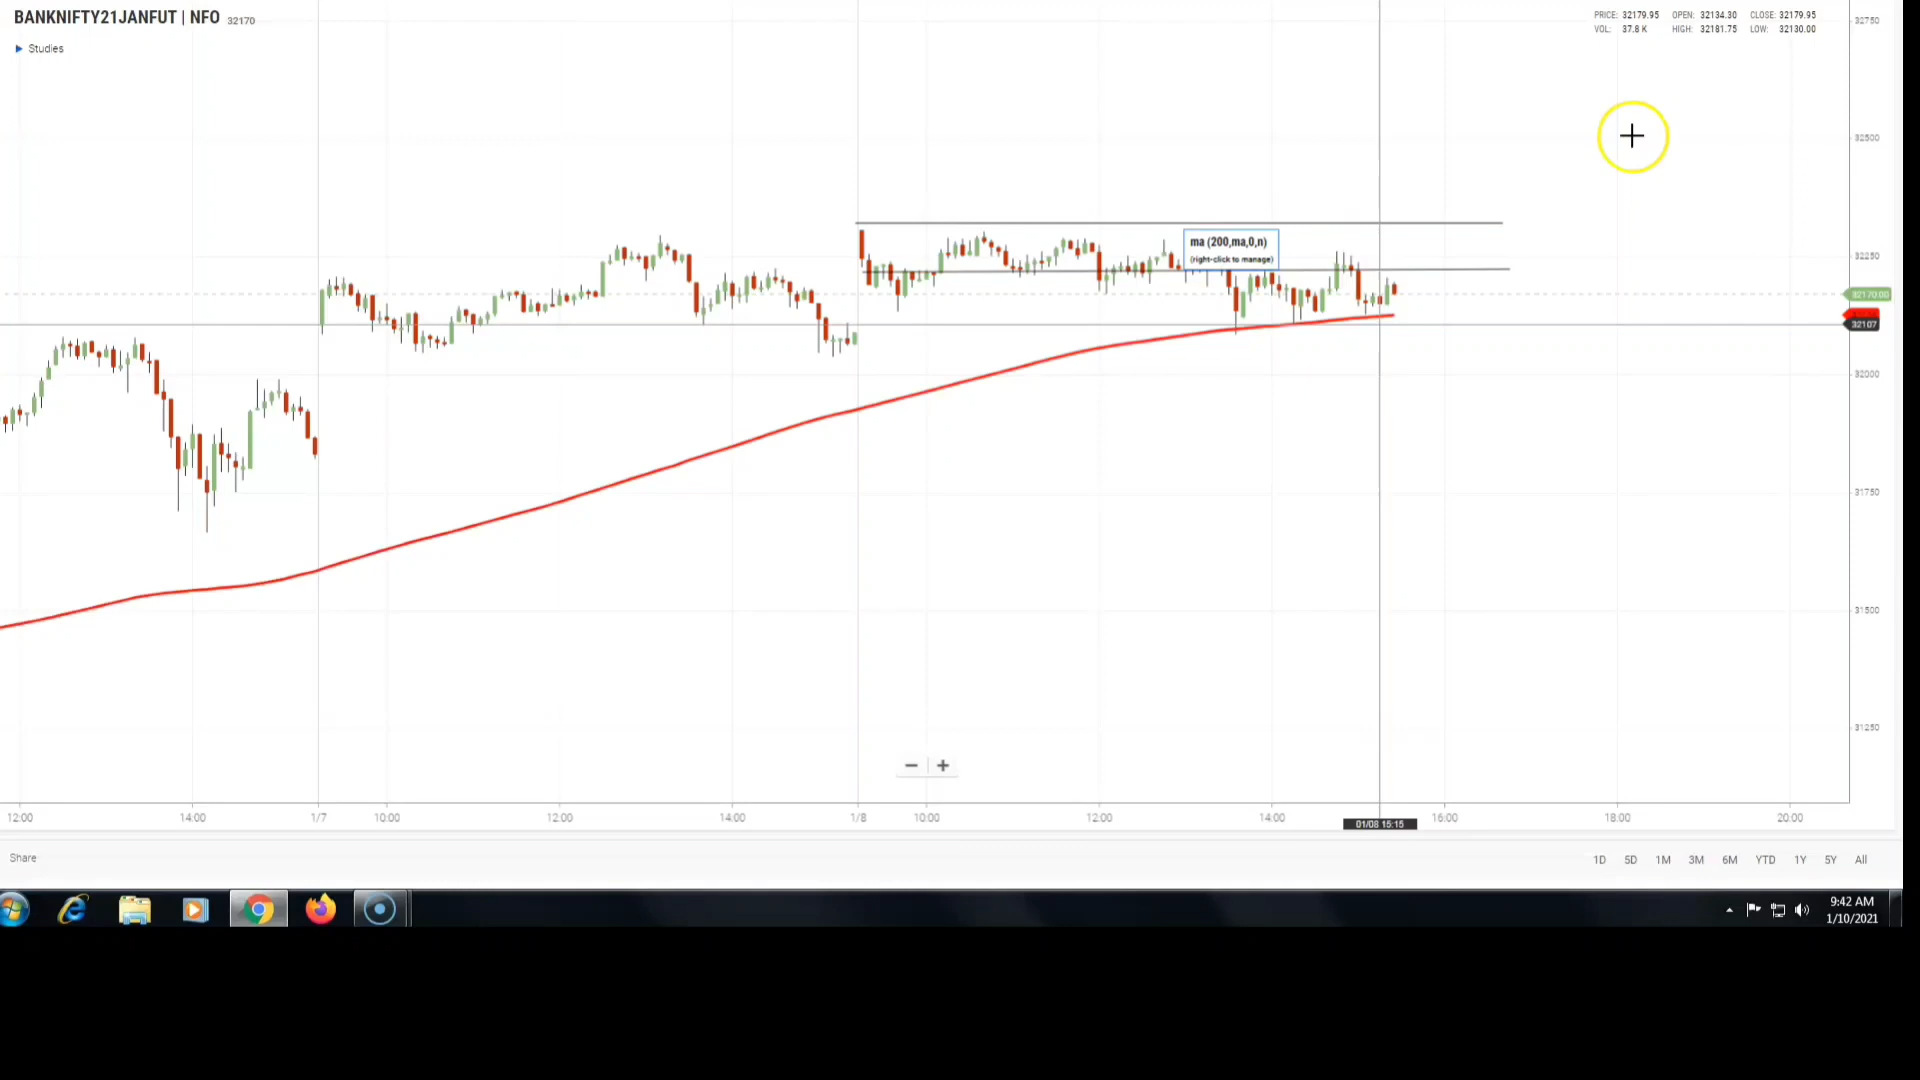 BANKNIFTY21JANFUT | NFO 32170
PRICE: 32179.95 OPEN: 32134.30 CLOSE: 32179.95
VOL: 37.8 K HIGH: 32181.75 LOW: 32130.00
Studies
32750
32500
ma (200,ma,0,n)
(right-click to manage)
32250
32170.00
32107
32000
31750
31500
31250
12:00 14:00 1/7 10:00 12:00 14:00 1/8 10:00 12:00 14:00 01/08 15:15 16:00 18:00 20:00
Share 1D 5D 1M 3M 6M YTD 1Y 5Y All
9:42 AM
1/10/2021